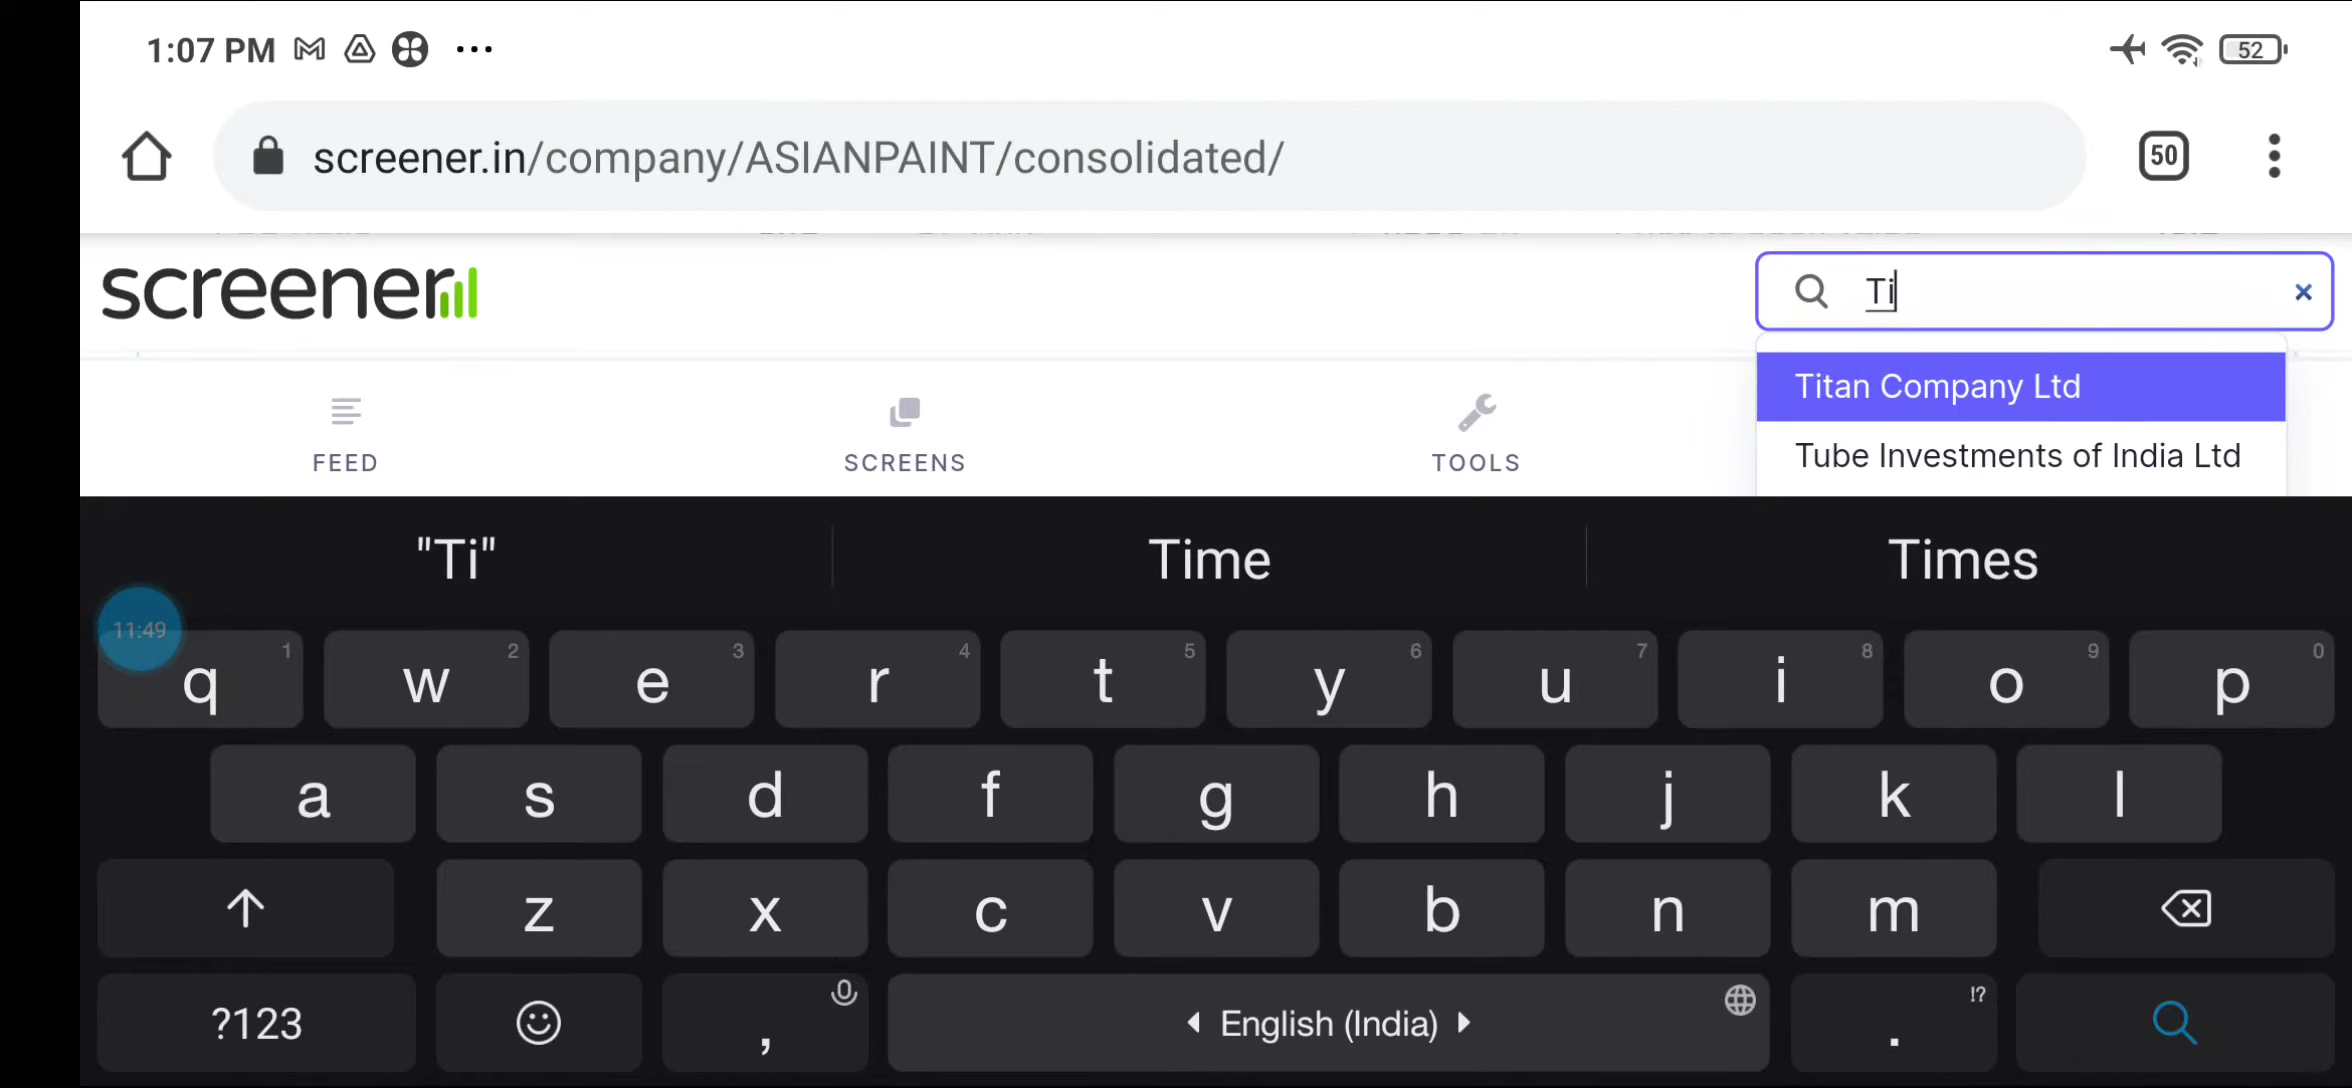 1:07 PM ... 52
screener.in/company/ASIANPAINT/consolidated/ 50
screener Ti ×
Titan Company Ltd
FEED SCREENS TOOLS Tube Investments of India Ltd
"Ti" Time Times
11:49
1 2 3 4 5 6 7 8 9 0
q w e r t y u i o p
a s d f g h j k l
z x c v b n m
?123 , English (India) . !?